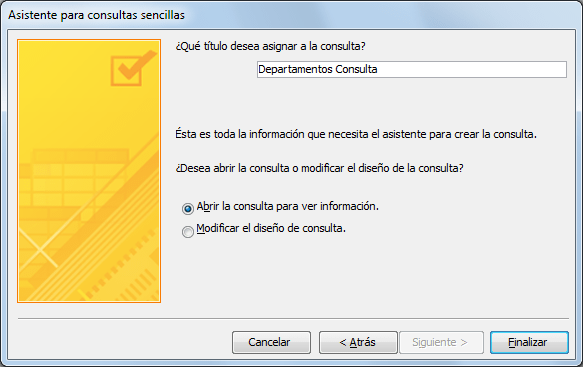 Asistente para consultas sencillas
¿Qué título desea asignar a la consulta?
Departamentos Consulta
Ésta es toda la información que necesita el asistente para crear la consulta.
¿Desea abrir la consulta o modificar el diseño de la consulta?
Abrir la consulta para ver información.
Modificar el diseño de consulta.
Cancelar
< Atrás
Siguiente >
Finalizar